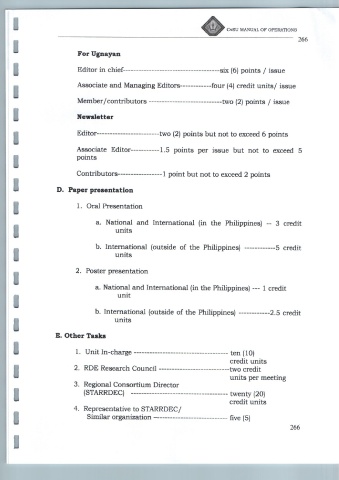 CvSU MANUAL OF OPERATIONS
266
For Ugnayan
Editor in chief----------------------------------------six (6) points / issue
Associate and Managing Editors------------four (4) credit units/ issue
Member/contributors -----------------------------two (2) points / issue
Newsletter
Editor-------------------------two (2) points but not to exceed 6 points
Associate Editor-----------1.5 points per issue but not to exceed 5
points
Contributors------------------1 point but not to exceed 2 points
D. Paper presentation
1. Oral Presentation
a. National and International (in the Philippines) -- 3 credit
units
b. International (outside of the Philippines) ------------5 credit
units
2. Poster presentation
a. National and International (in the Philippines) --- 1 credit
unit
b. International (outside of the Philippines) ------------2.5 credit
units
E. Other Tasks
1. Unit In-charge -------------------------------------- ten (10)
credit units
2. RDE Research Council ----------------------------two credit
units per meeting
3. Regional Consortium Director
(STARRDEC) --------------------------------------- twenty (20)
credit units
4. Representative to STARRDEC/
Similar organization ------------------------------ five (5)
266